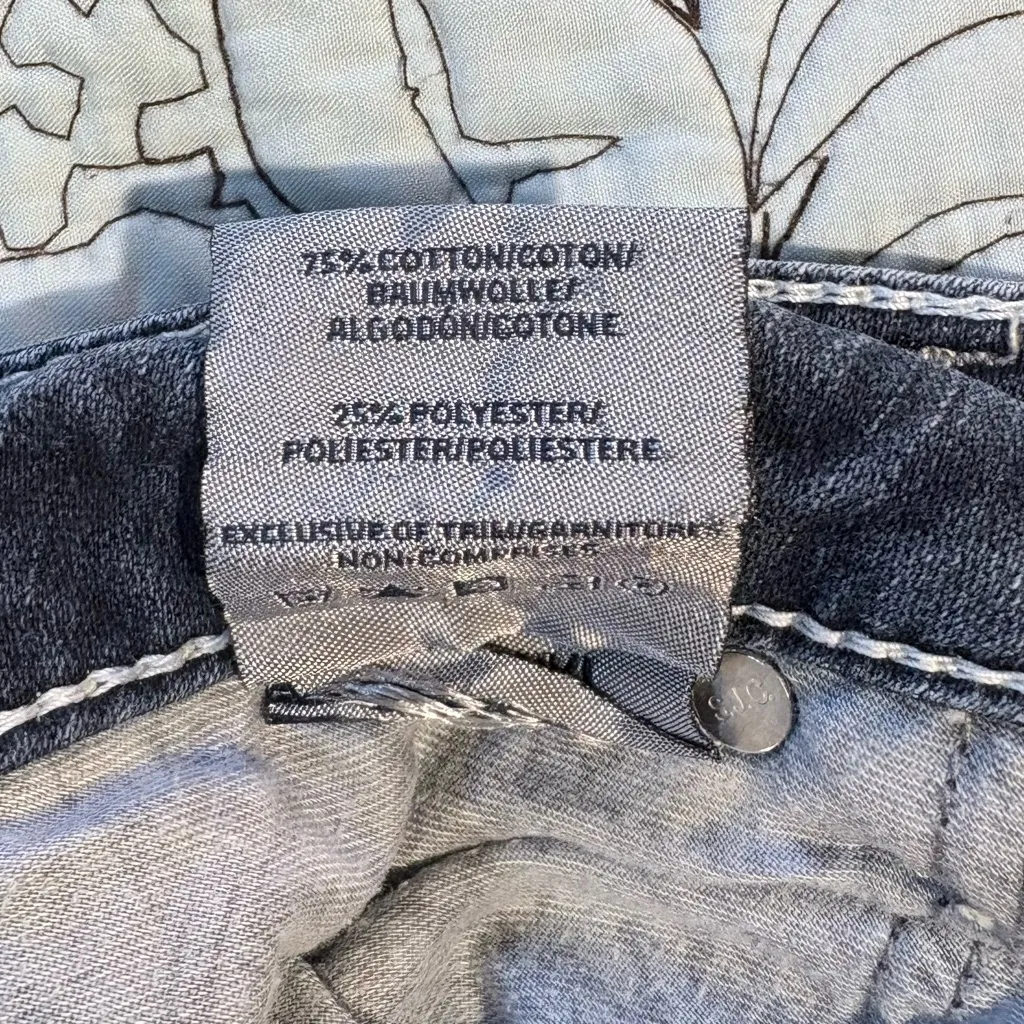 75% COTTON/COTON/
BAUMWOLLE/
ALGODÓN/COTONE
25% POLYESTER/
POLIESTER/POLIESTERE
EXCLUSIVE OF TRIM/GARNITURES
NON-COMPRISES
S.J.C.